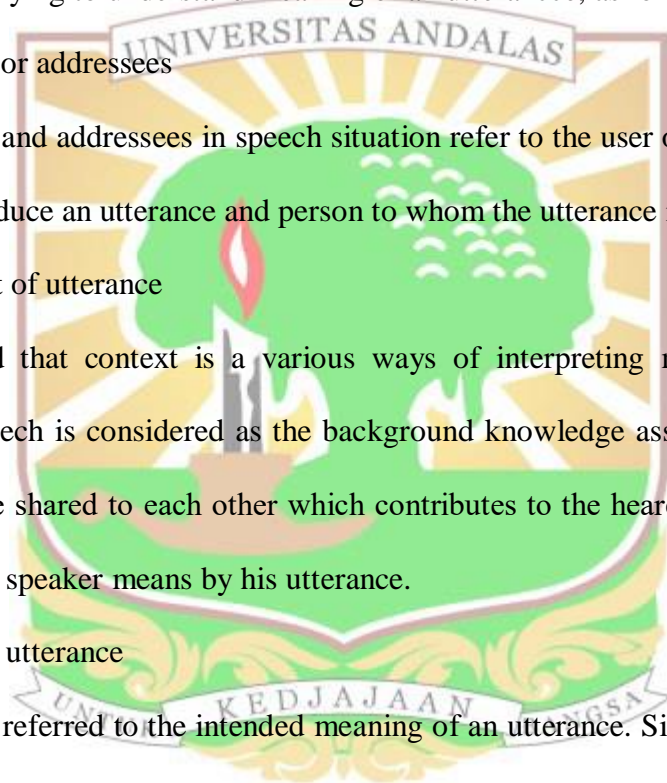 UNIVERSITAS ANDALAS
or addressees
and addressees in speech situation refer to the user
duce an utterance and person to whom the utterance
of utterance
that context is a various ways of interpreting
ech is considered as the background knowledge
shared to each other which contributes to the
speaker means by his utterance.
utterance
referred to the intended meaning of an utterance.
UNTUK KEDJAJAAN BANGSA